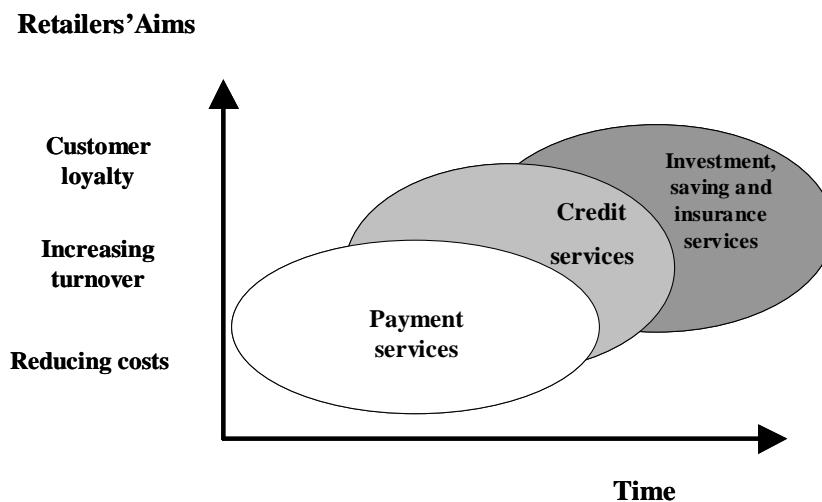 Retailers'Aims
Customer
loyalty
Increasing
turnover
Reducing costs
Investment,
saving and
insurance
services
Credit
services
Payment
services
Time